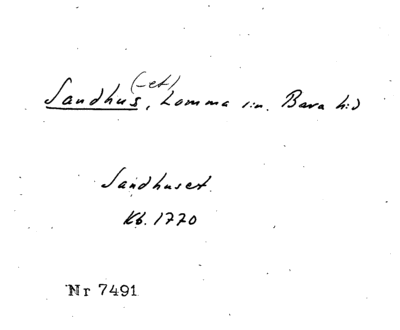 Sandhus(-et), Lomma sn. Bara hd
Sandhuset
Kb. 1770
Nr 7491